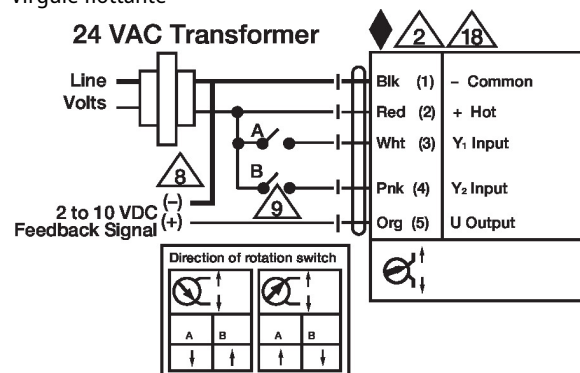 virgule flottante
24 VAC Transformer
2
18
Line
Volts
Blk (1) – Common
Red (2) + Hot
A
Wht (3) Y₁ Input
B
Pnk (4) Y₂ Input
8
9
2 to 10 VDC (–)
Feedback Signal (+)
Org (5) U Output
Direction of rotation switch
A B A B